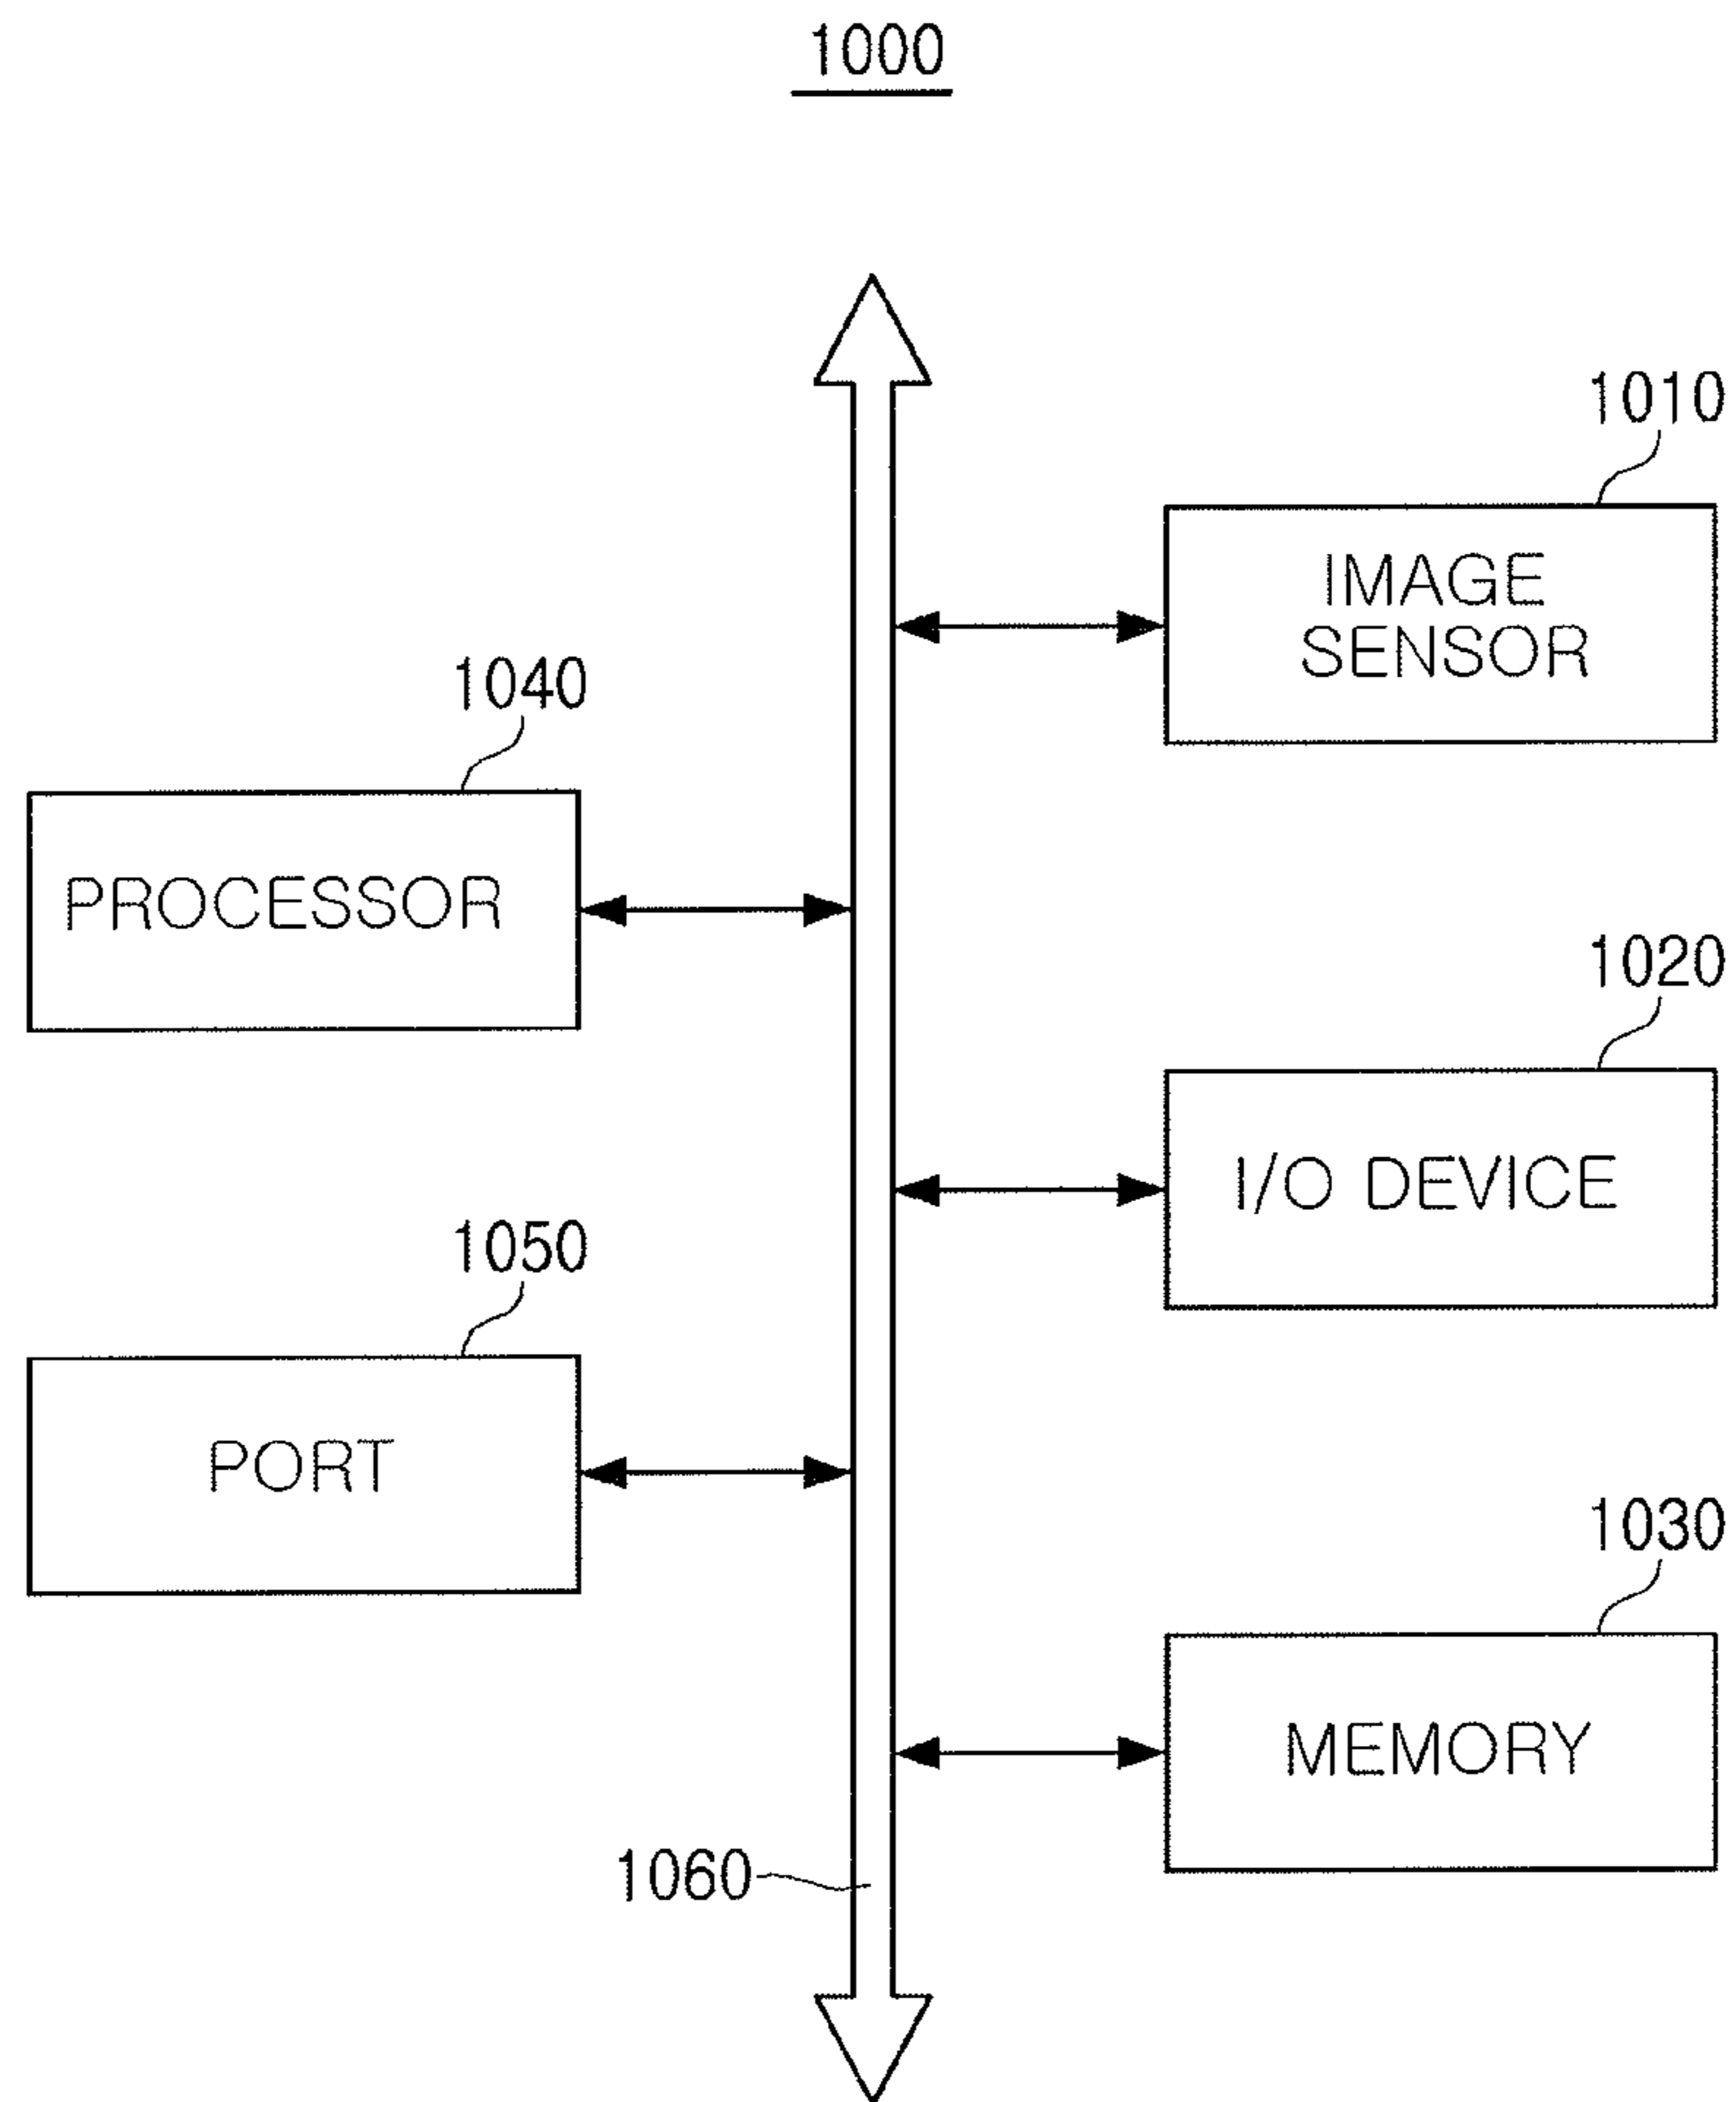 1000
1010
IMAGE
SENSOR
1040
PROCESSOR
1020
I/O DEVICE
1050
PORT
1030
MEMORY
1060